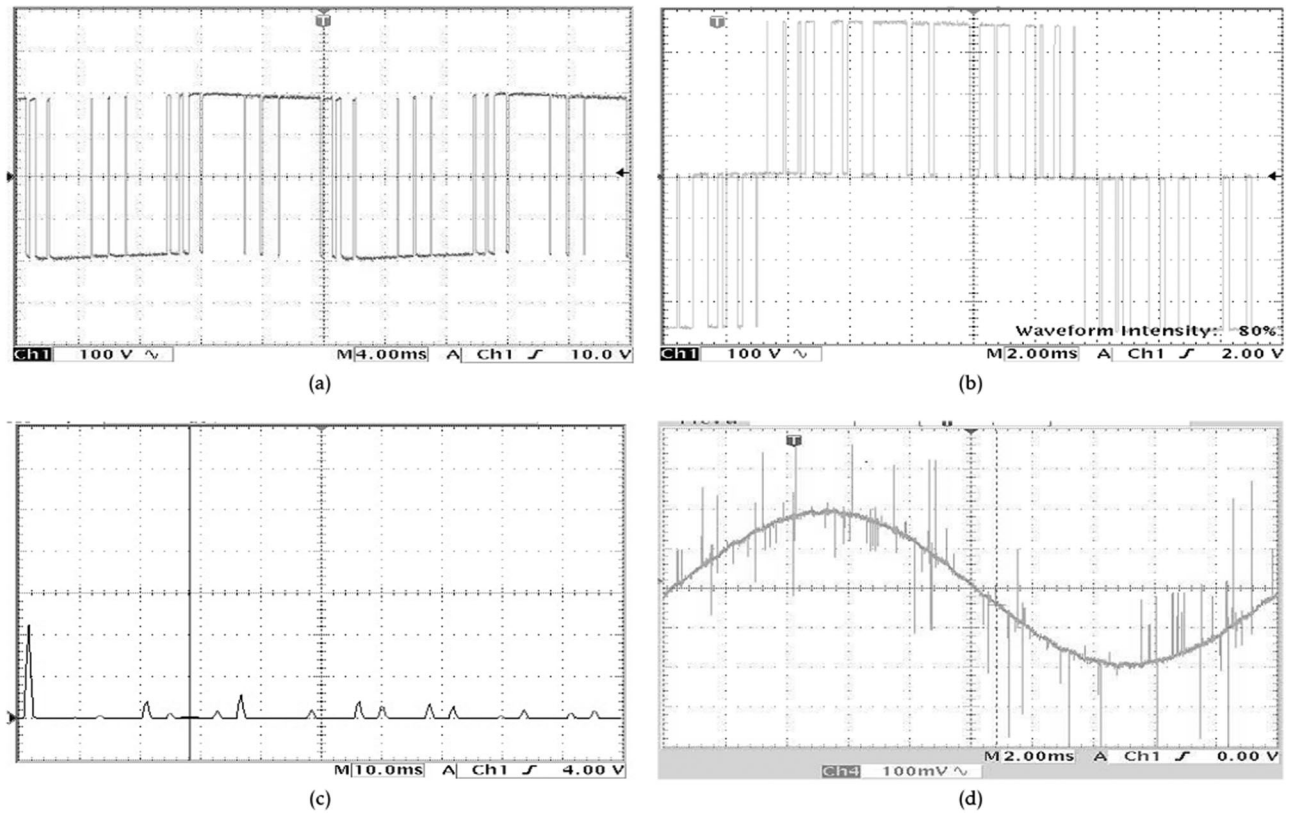 T
Ch1 100 V ∿ M 4.00ms A Ch1 ƒ 10.0 V
(a)
T
Waveform Intensity: 80%
Ch1 100 V ∿ M 2.00ms A Ch1 ƒ 2.00 V
(b)
M 10.0ms A Ch1 ƒ 4.00 V
(c)
T
M 2.00ms A Ch1 ƒ 0.00 V
Ch4 100mV ∿
(d)